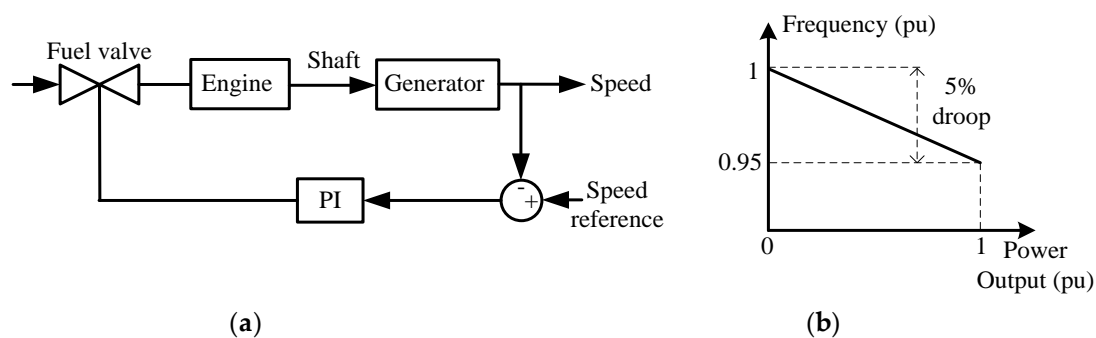 Fuel valve
Engine
Shaft
Generator
Speed
PI
-
+
Speed
reference
(a)
Frequency (pu)
1
5%
droop
0.95
0
1
Power
Output (pu)
(b)